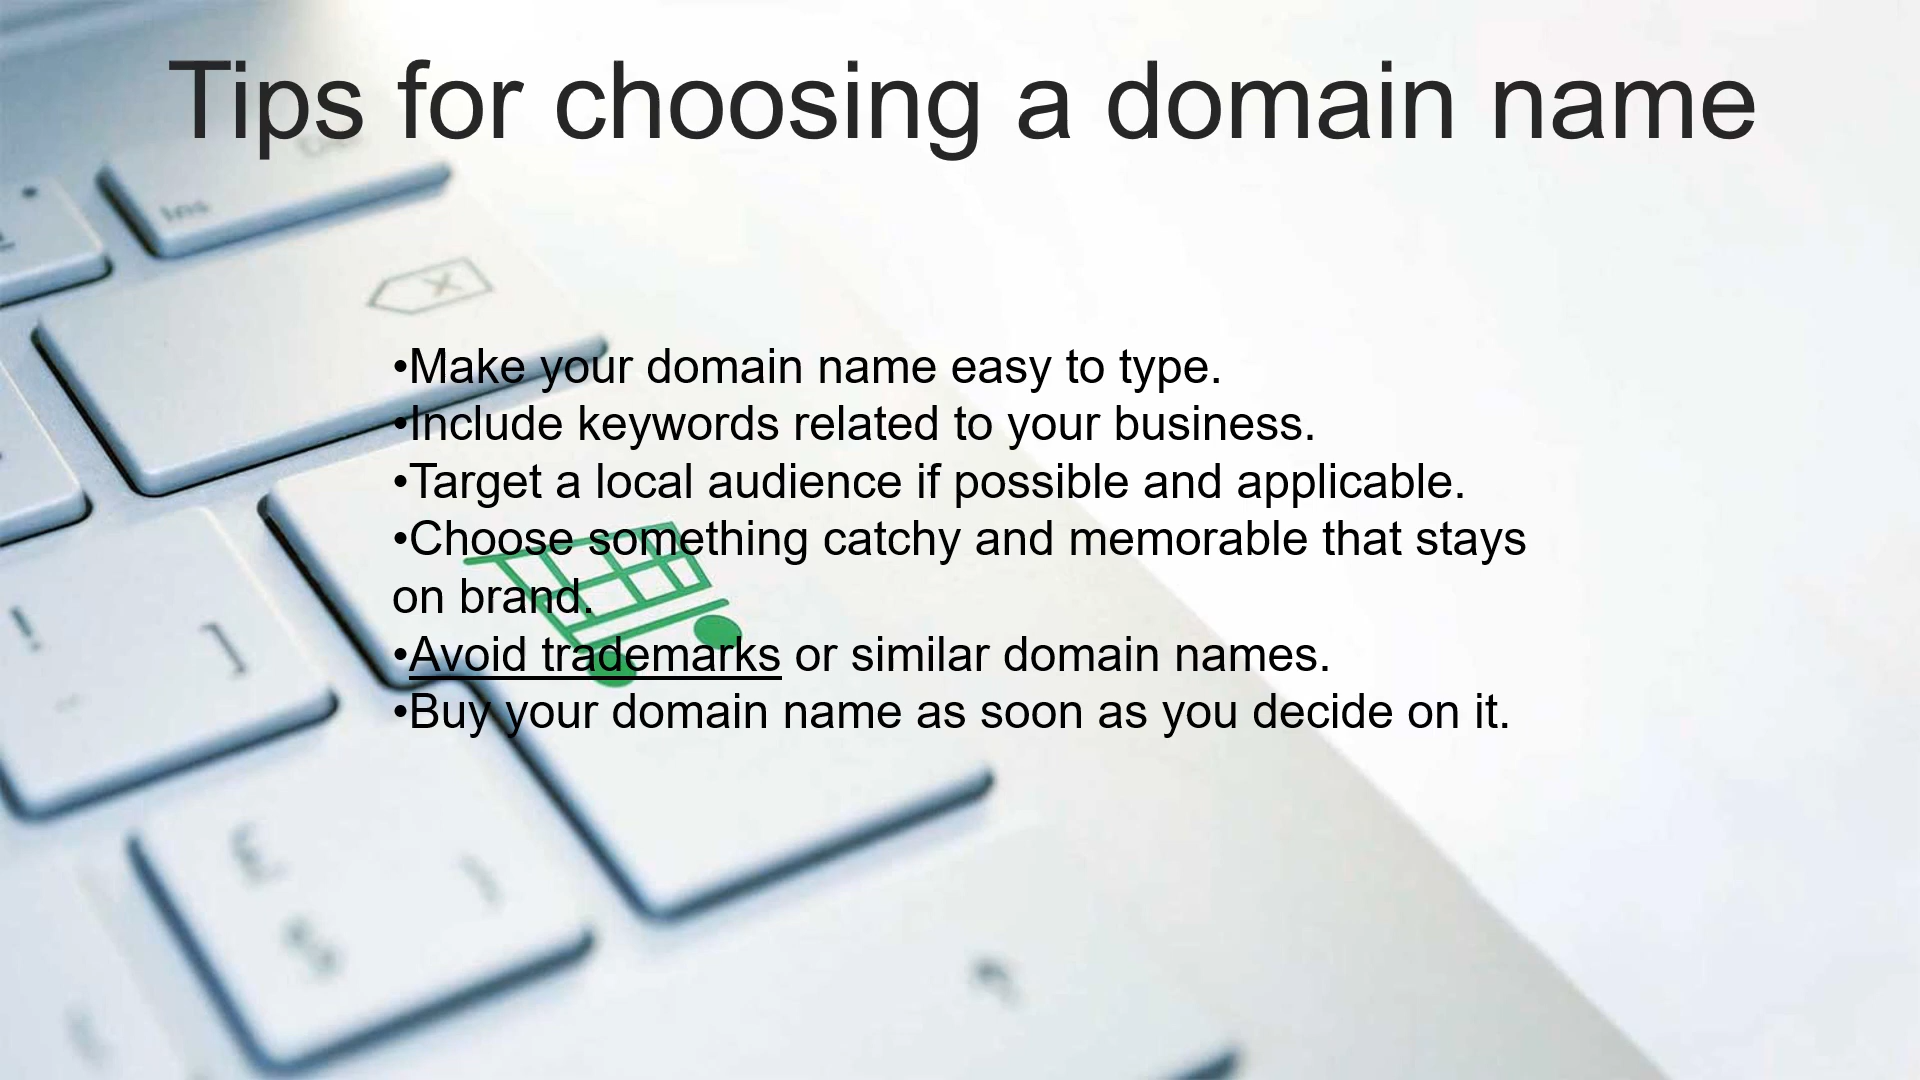 Tips for choosing a domain name
Ins
•Make your domain name easy to type.
•Include keywords related to your business.
•Target a local audience if possible and applicable.
•Choose something catchy and memorable that stays
on brand.
•Avoid trademarks or similar domain names.
•Buy your domain name as soon as you decide on it.
!
]